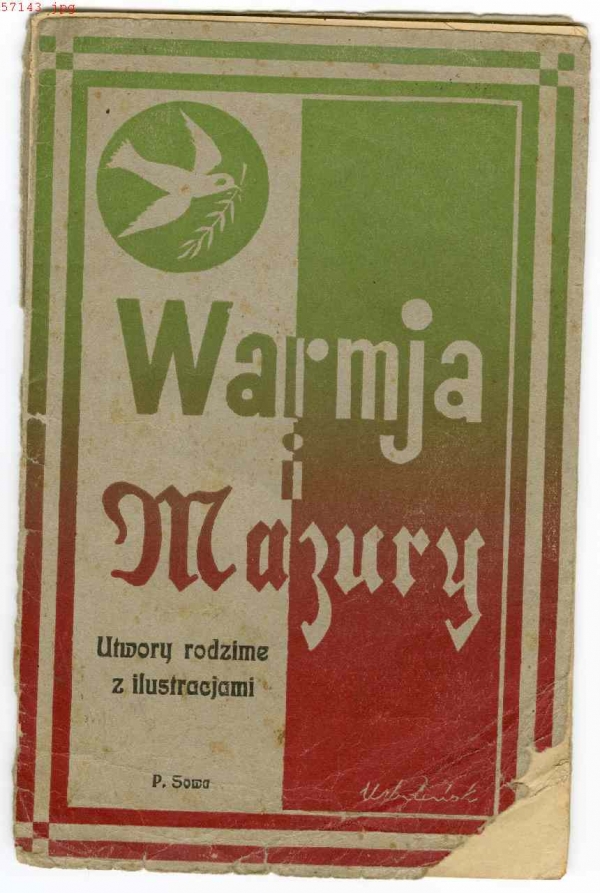 57143.jpg
Warmja
i
Mazury
Utwory rodzime
z ilustracjami
P. Sowa